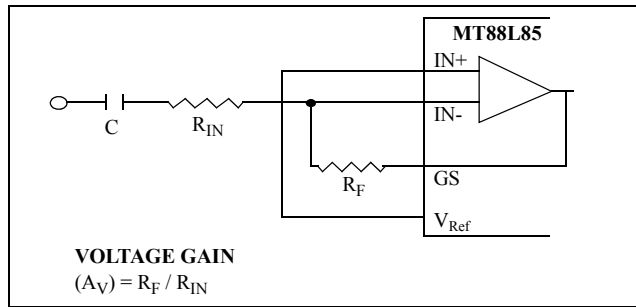 MT88L85
IN+
C
R_IN
IN-
R_F
GS
V_Ref
VOLTAGE GAIN
(A_V) = R_F / R_IN